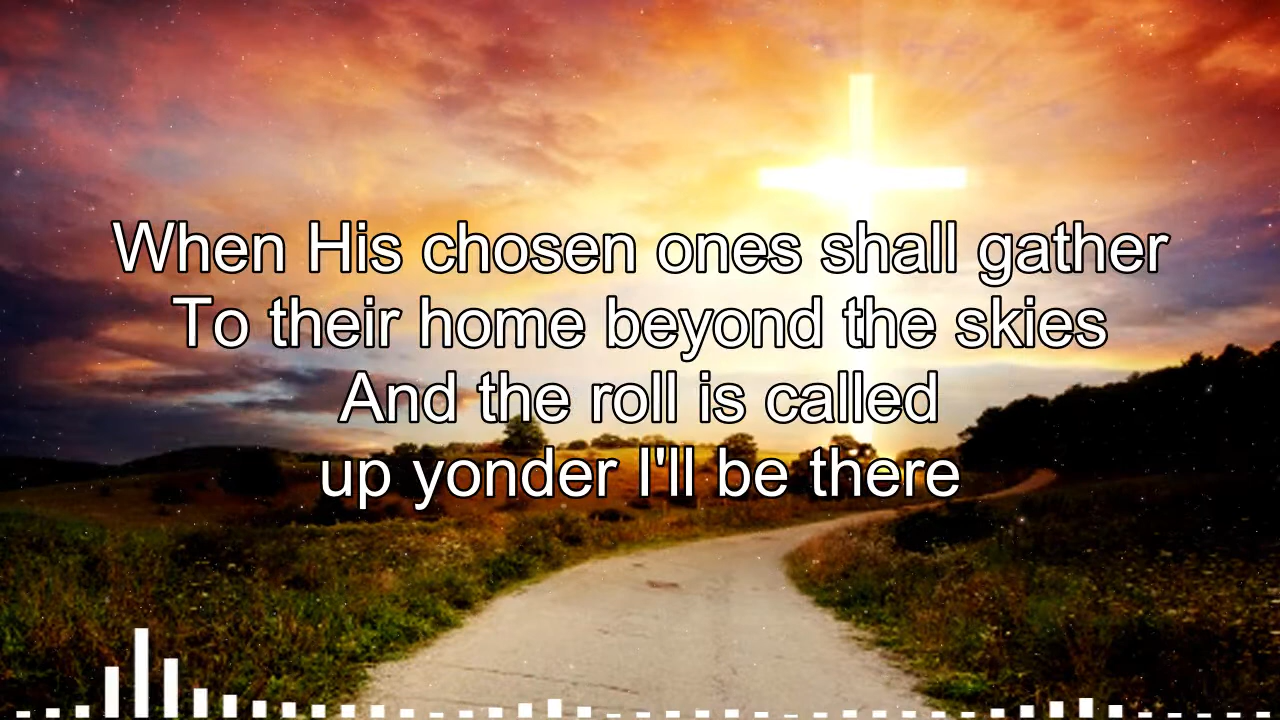 When His chosen ones shall gather
To their home beyond the skies
And the roll is called
up yonder I'll be there